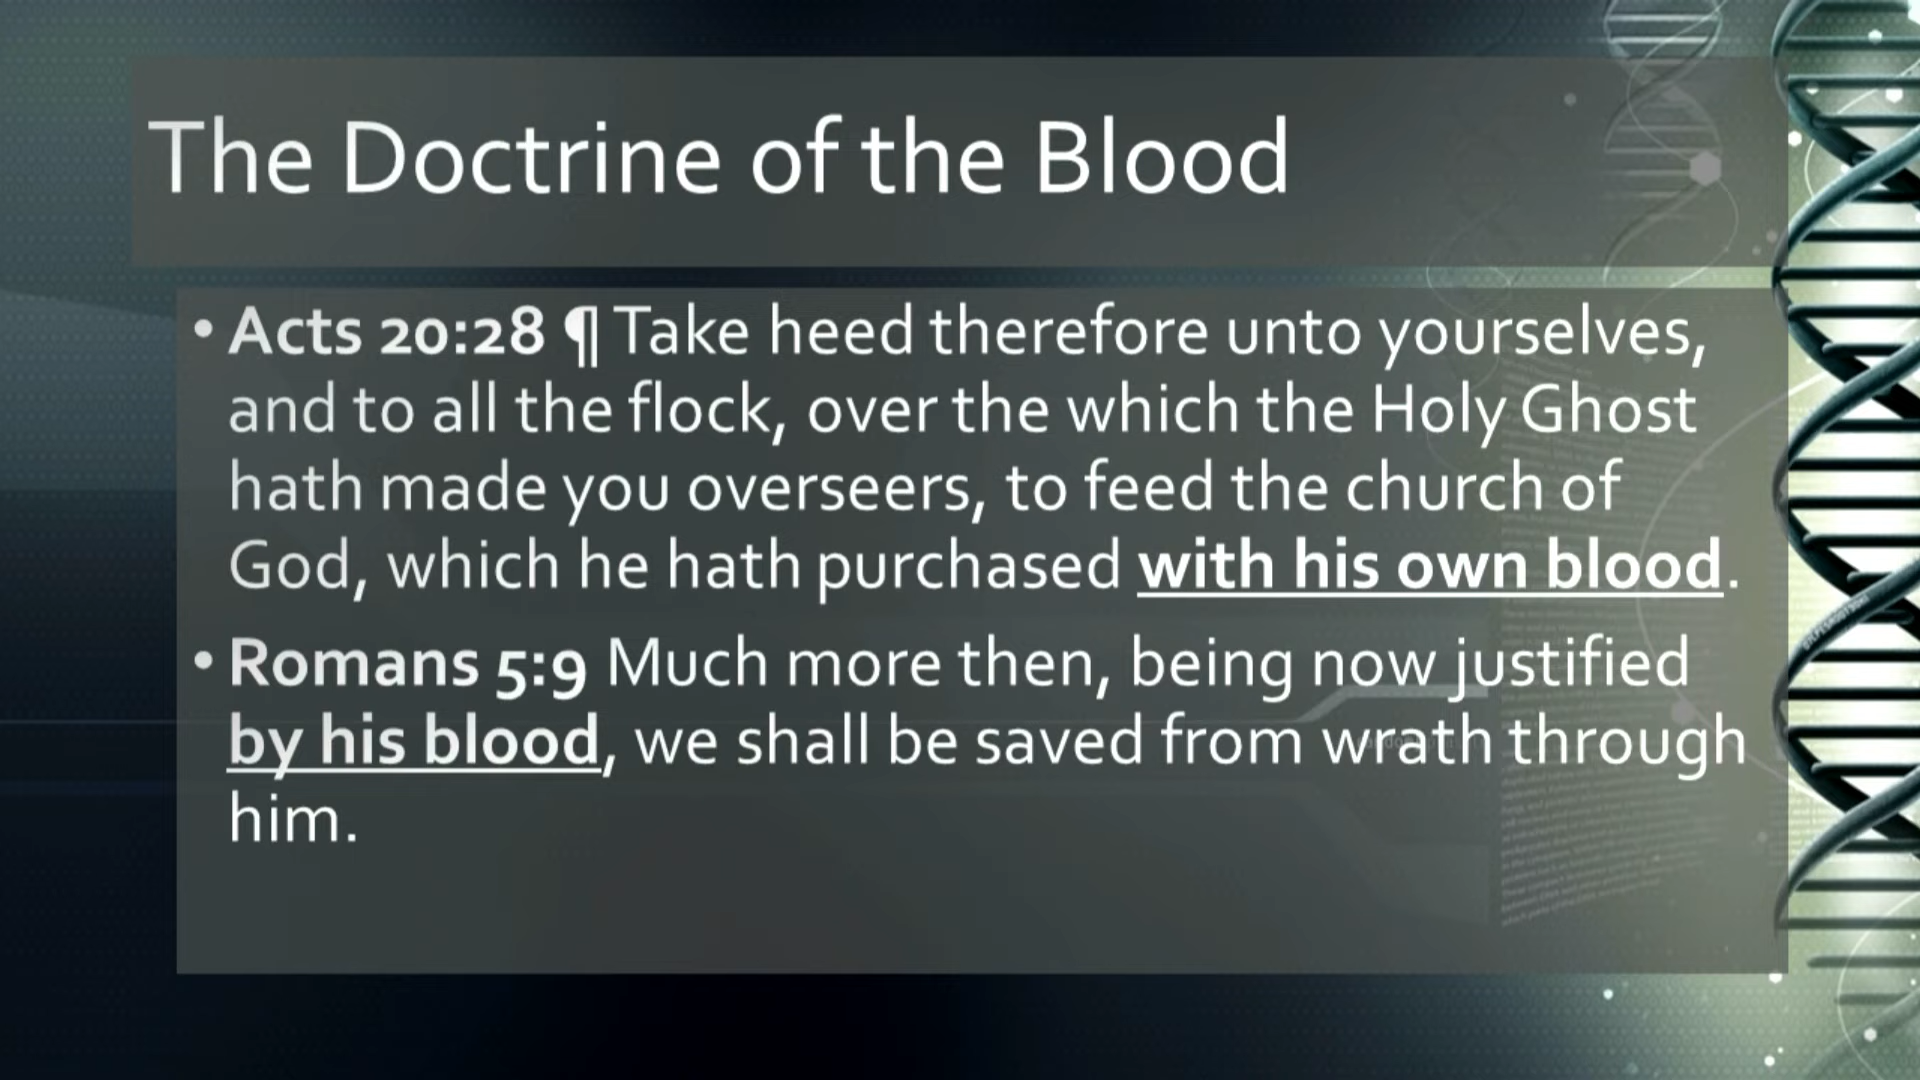 The Doctrine of the Blood
• Acts 20:28 ¶ Take heed therefore unto yourselves,
and to all the flock, over the which the Holy Ghost
hath made you overseers, to feed the church of
God, which he hath purchased with his own blood.
• Romans 5:9 Much more then, being now justified
by his blood, we shall be saved from wrath through
him.